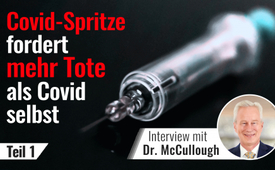 Covid-Spritze
fordert
mehr Tote
als Covid
selbst
Teil 1
Interview mit
Dr. McCullough